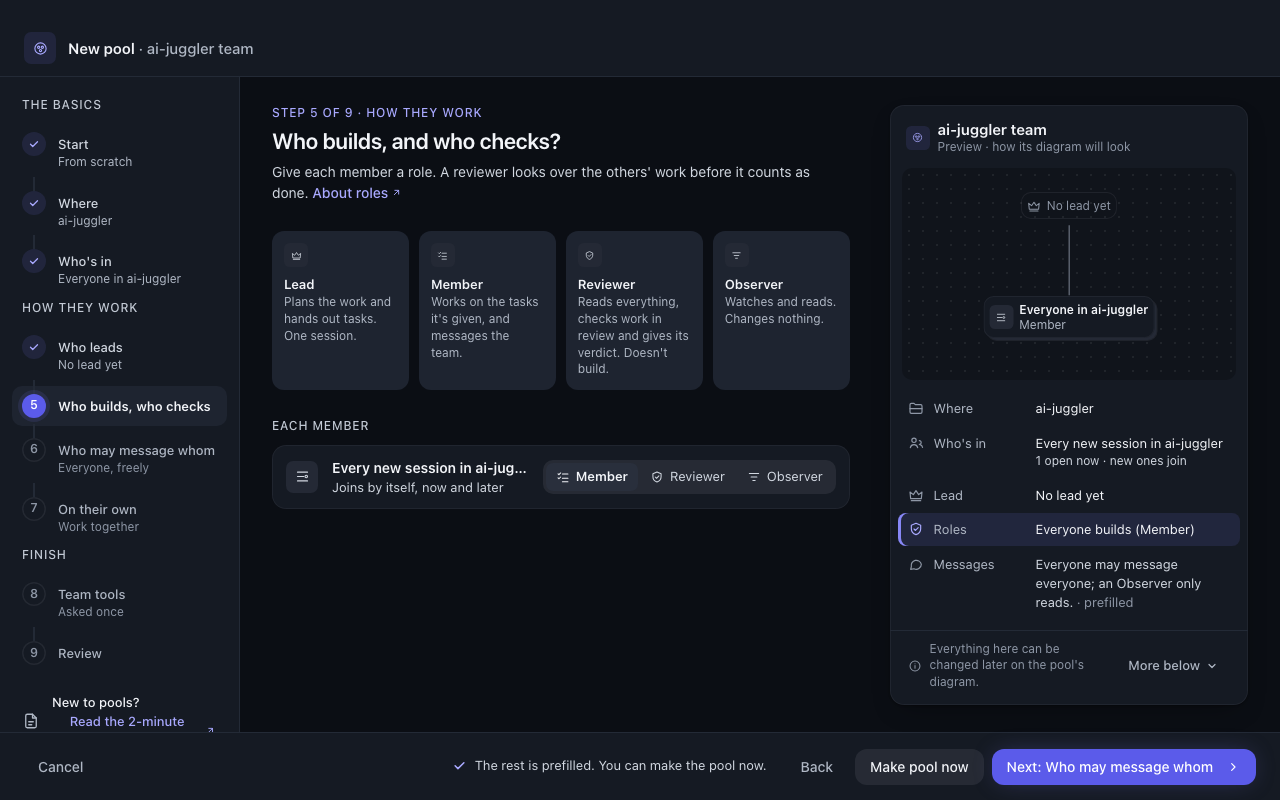 New pool · ai-juggler team
THE BASICS
Start
From scratch
Where
ai-juggler
Who's in
Everyone in ai-juggler
HOW THEY WORK
Who leads
No lead yet
5
Who builds, who checks
6
Who may message whom
Everyone, freely
7
On their own
Work together
FINISH
8
Team tools
Asked once
9
Review
New to pools?
Read the 2-minute
STEP 5 OF 9 · HOW THEY WORK
Who builds, and who checks?
Give each member a role. A reviewer looks over the others' work before it counts as
done. About roles ↗
Lead
Plans the work and
hands out tasks.
One session.
Member
Works on the tasks
it's given, and
messages the
team.
Reviewer
Reads everything,
checks work in
review and gives its
verdict. Doesn't
build.
Observer
Watches and reads.
Changes nothing.
EACH MEMBER
Every new session in ai-jug...
Joins by itself, now and later
Member
Reviewer
Observer
ai-juggler team
Preview · how its diagram will look
No lead yet
Everyone in ai-juggler
Member
Where
ai-juggler
Who's in
Every new session in ai-juggler
1 open now · new ones join
Lead
No lead yet
Roles
Everyone builds (Member)
Messages
Everyone may message
everyone; an Observer only
reads. · prefilled
Everything here can be
changed later on the pool's
diagram.
More below
Cancel
The rest is prefilled. You can make the pool now.
Back
Make pool now
Next: Who may message whom